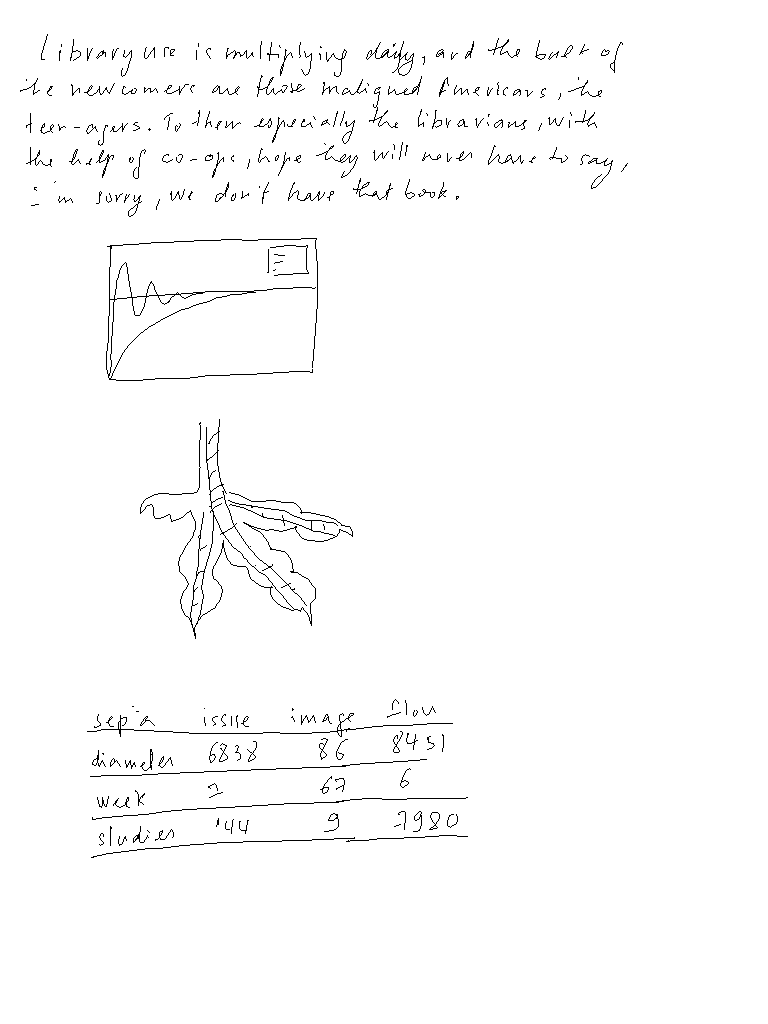 Library use is multiplying daily, and the bulk of
the newcomers are those maligned Americans, the
teen-agers. To them especially the librarians, with
the help of co-ops, hope they will never have to say,
I'm sorry, we don't have that book.
sepia issue image flow
diameter 6838 86 8451
week 1 67 6
studies '44 9 7980